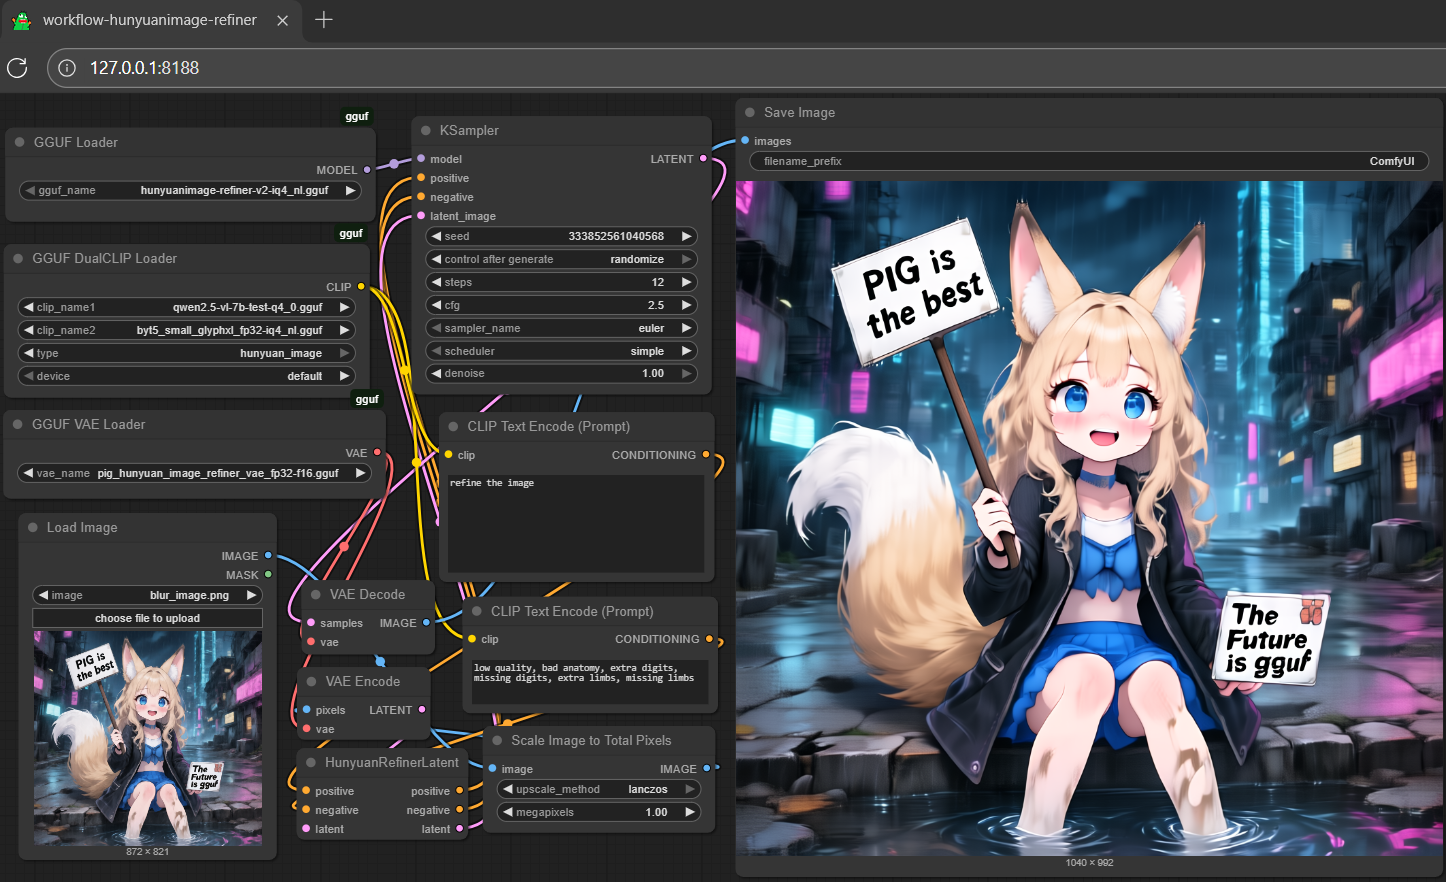 workflow-hunyuanimage-refiner
127.0.0.1:8188
gguf
GGUF Loader
MODEL
gguf_name hunyuanimage-refiner-v2-iq4_nl.gguf
gguf
GGUF DualCLIP Loader
CLIP
clip_name1 qwen2.5-vl-7b-test-q4_0.gguf
clip_name2 byt5_small_glyphxl_fp32-iq4_nl.gguf
type hunyuan_image
device default
gguf
GGUF VAE Loader
VAE
vae_name pig_hunyuan_image_refiner_vae_fp32-f16.gguf
Load Image
IMAGE
MASK
image blur_image.png
choose file to upload
PIG is
the best
The
Future
is gguf
872 × 821
KSampler
model LATENT
positive
negative
latent_image
seed 333852561040568
control after generate randomize
steps 12
cfg 2.5
sampler_name euler
scheduler simple
denoise 1.00
CLIP Text Encode (Prompt)
clip CONDITIONING
refine the image
VAE Decode
samples IMAGE
vae
CLIP Text Encode (Prompt)
clip CONDITIONING
low quality, bad anatomy, extra digits,
missing digits, extra limbs, missing limbs
VAE Encode
pixels LATENT
vae
HunyuanRefinerLatent
positive positive
negative negative
latent latent
Scale Image to Total Pixels
image IMAGE
upscale_method lanczos
megapixels 1.00
Save Image
images
filename_prefix ComfyUI
PIG is
the best
The
Future
is gguf
1040 × 992